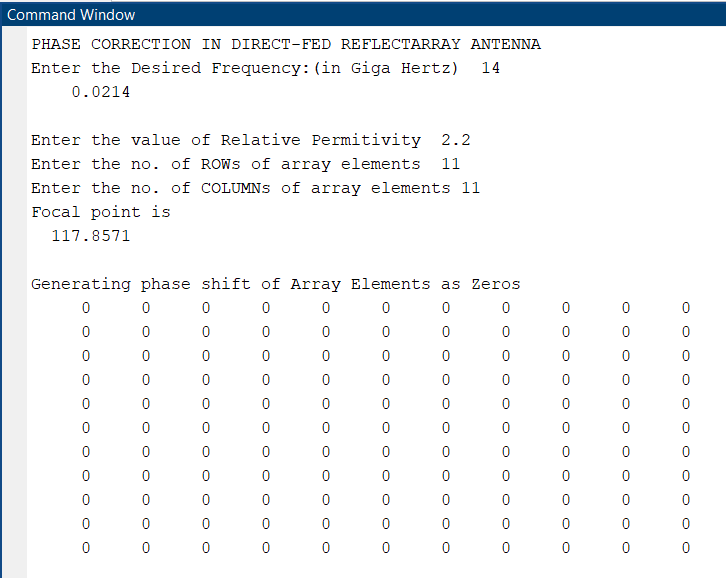 Command Window
PHASE CORRECTION IN DIRECT-FED REFLECTARRAY ANTENNA
Enter the Desired Frequency:(in Giga Hertz)  14
0.0214
Enter the value of Relative Permitivity  2.2
Enter the no. of ROWs of array elements  11
Enter the no. of COLUMNs of array elements 11
Focal point is
117.8571
Generating phase shift of Array Elements as Zeros
0 0 0 0 0 0 0 0 0 0 0
0 0 0 0 0 0 0 0 0 0 0
0 0 0 0 0 0 0 0 0 0 0
0 0 0 0 0 0 0 0 0 0 0
0 0 0 0 0 0 0 0 0 0 0
0 0 0 0 0 0 0 0 0 0 0
0 0 0 0 0 0 0 0 0 0 0
0 0 0 0 0 0 0 0 0 0 0
0 0 0 0 0 0 0 0 0 0 0
0 0 0 0 0 0 0 0 0 0 0
0 0 0 0 0 0 0 0 0 0 0